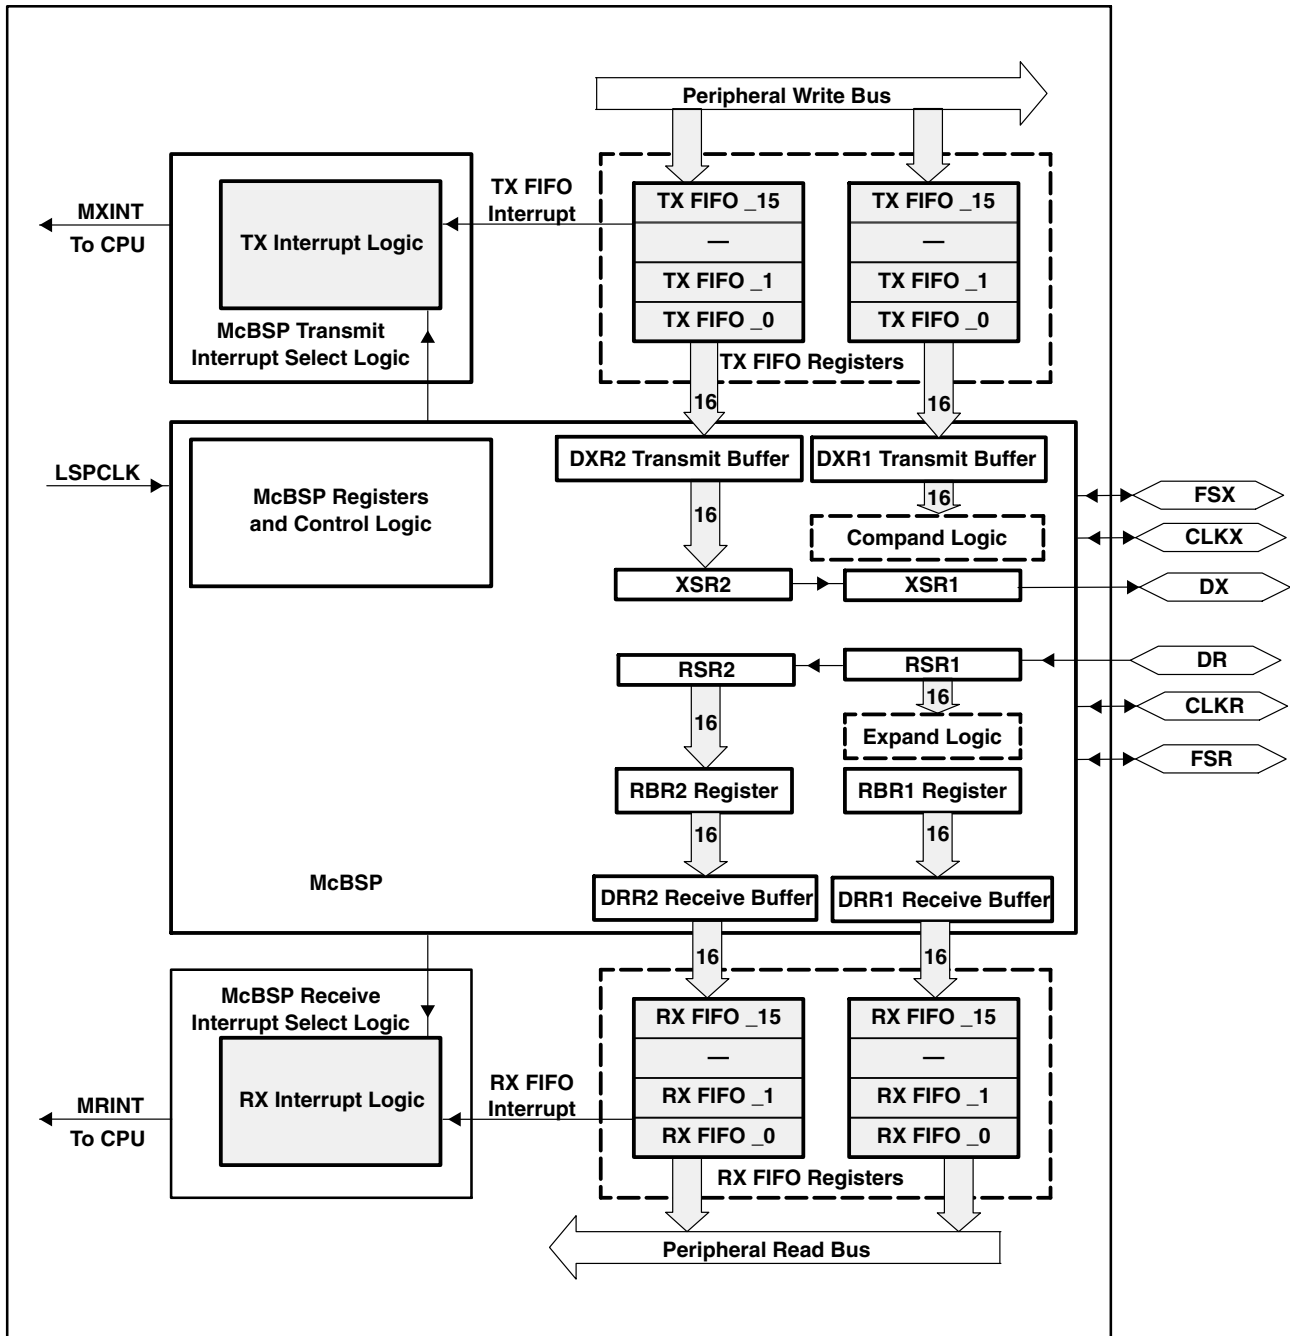 Peripheral Write Bus
MXINT
To CPU
TX Interrupt Logic
McBSP Transmit
Interrupt Select Logic
TX FIFO
Interrupt
TX FIFO _15
—
TX FIFO _1
TX FIFO _0
TX FIFO _15
—
TX FIFO _1
TX FIFO _0
TX FIFO Registers
16
16
LSPCLK
McBSP Registers
and Control Logic
DXR2 Transmit Buffer
DXR1 Transmit Buffer
16
16
Compand Logic
XSR2
XSR1
RSR2
RSR1
16
16
Expand Logic
RBR2 Register
RBR1 Register
16
16
McBSP
DRR2 Receive Buffer
DRR1 Receive Buffer
FSX
CLKX
DX
DR
CLKR
FSR
16
16
McBSP Receive
Interrupt Select Logic
RX Interrupt Logic
MRINT
To CPU
RX FIFO
Interrupt
RX FIFO _15
—
RX FIFO _1
RX FIFO _0
RX FIFO _15
—
RX FIFO _1
RX FIFO _0
RX FIFO Registers
Peripheral Read Bus